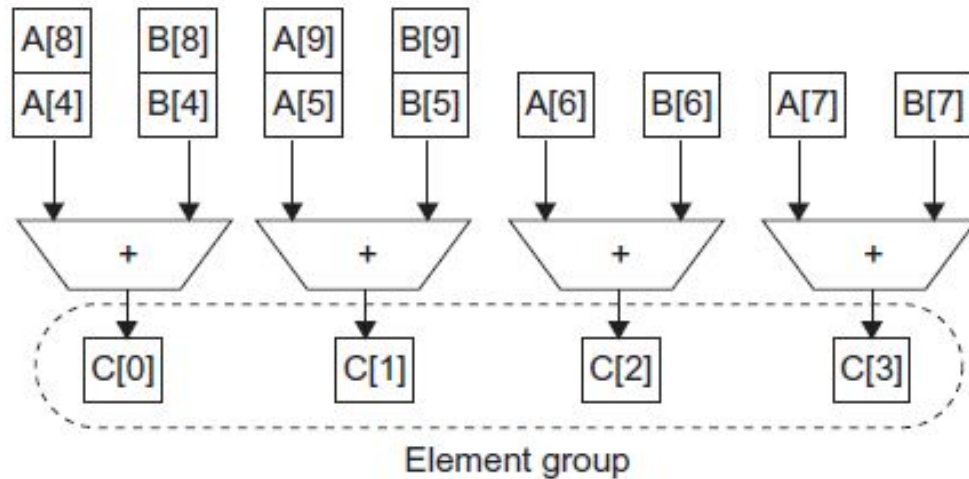 A[8] B[8] A[9] B[9]
A[4] B[4] A[5] B[5] A[6] B[6] A[7] B[7]
+ + + +
C[0] C[1] C[2] C[3]
Element group